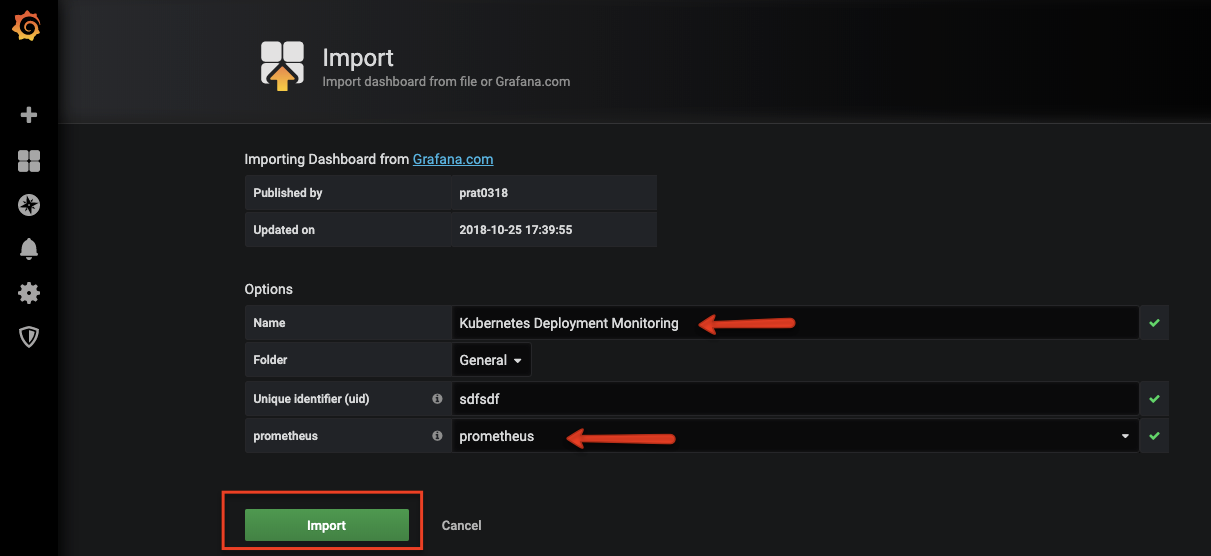 Import
Import dashboard from file or Grafana.com
Importing Dashboard from Grafana.com
Published by prat0318
Updated on 2018-10-25 17:39:55
Options
Name Kubernetes Deployment Monitoring
Folder General
Unique identifier (uid) sdfsdf
prometheus prometheus
Import Cancel